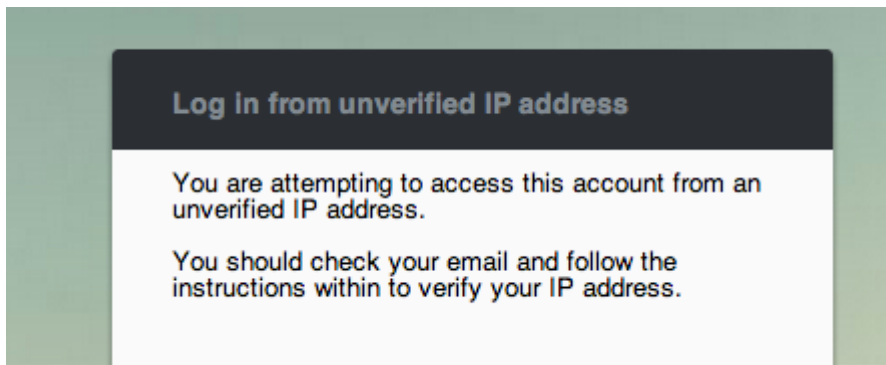 Log in from unverified IP address
You are attempting to access this account from an
unverified IP address.
You should check your email and follow the
instructions within to verify your IP address.